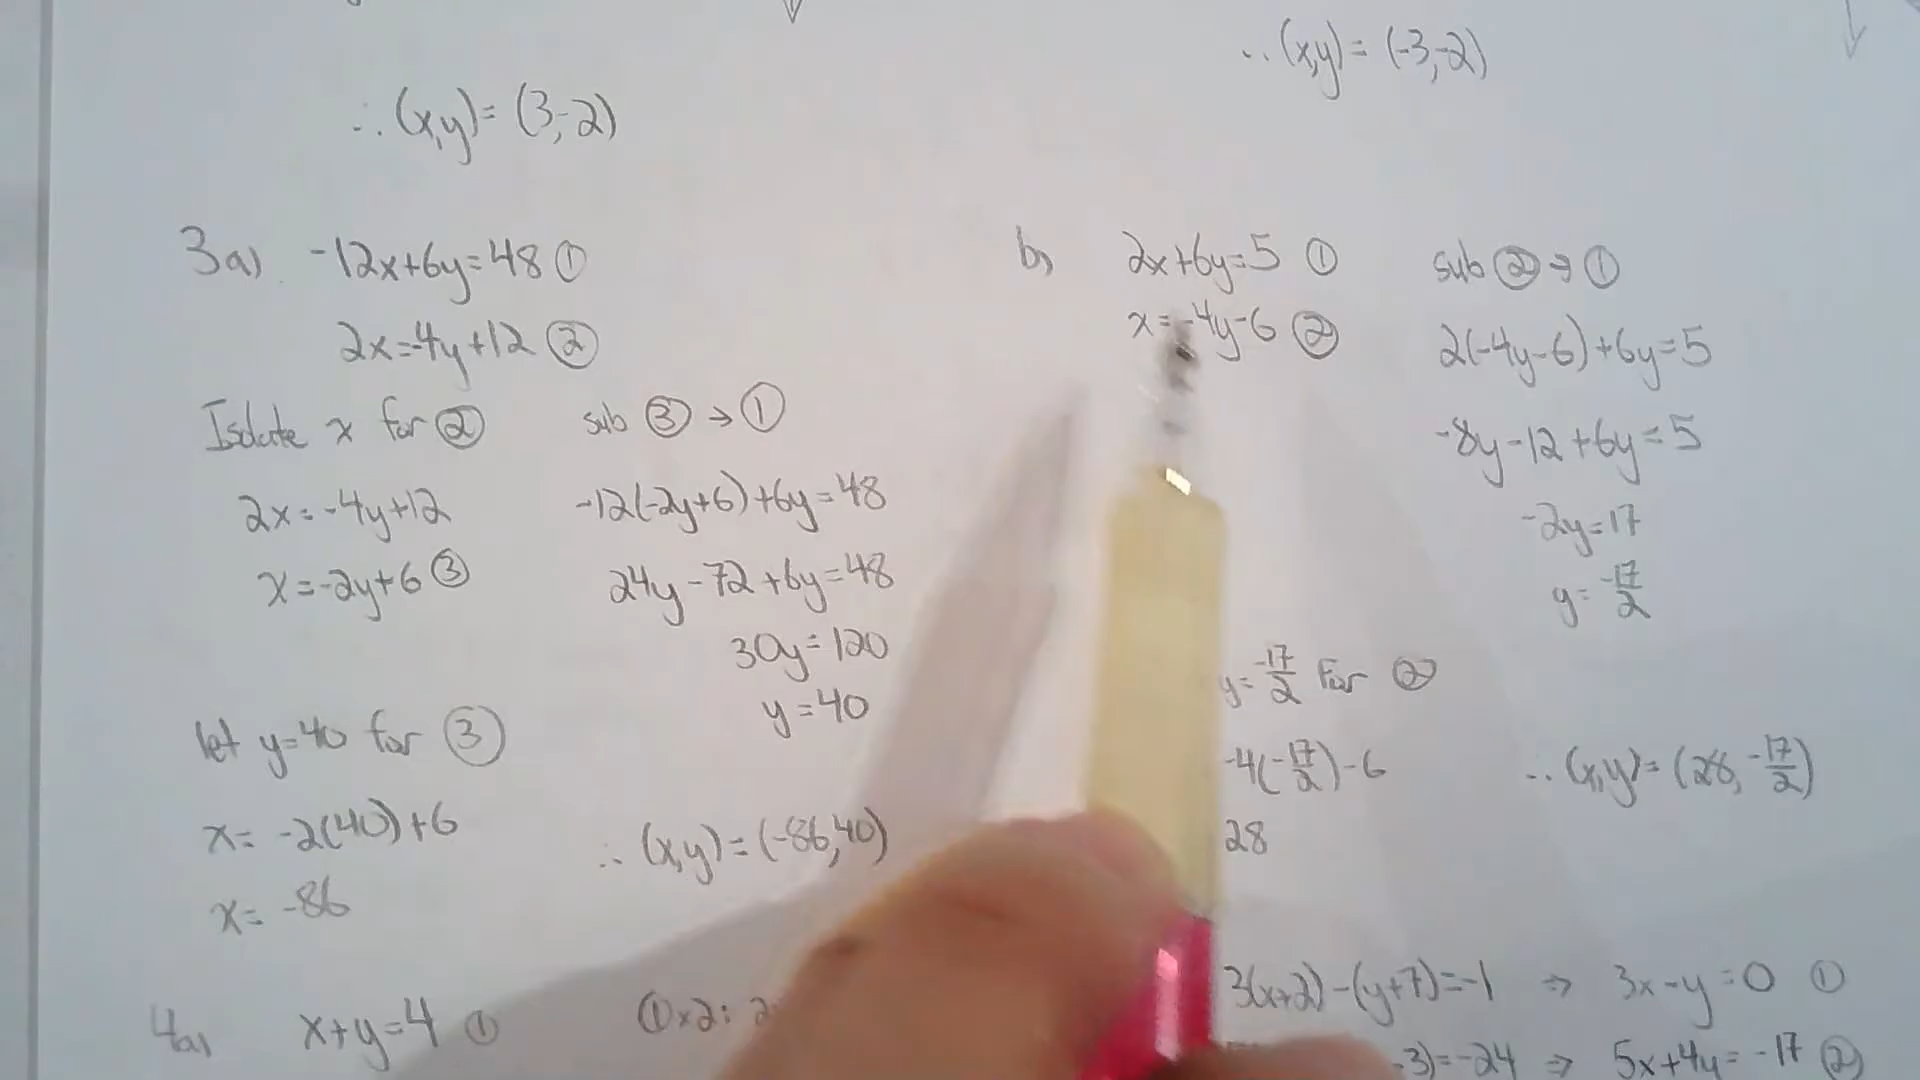 ∴ (x,y) = (3,-2)
∴ (x,y) = (-3,-2)
3a) -12x+6y=48 ①
2x=-4y+12 ②
Isolate x for ②
2x=-4y+12
x=-2y+6 ③
sub ③ → ①
-12(-2y+6)+6y=48
24y-72+6y=48
30y=120
y=40
let y=40 for ③
x= -2(40)+6
x= -86
∴ (x,y)=(-86,40)
b) 2x+6y=5 ①
x=-4y-6 ②
sub ② → ①
2(-4y-6)+6y=5
-8y-12+6y=5
-2y=17
y= -17/2
y= -17/2 for ②
-4(-17/2)-6
28
∴ (x,y)=(28, -17/2)
4a) x+y=4 ①
①×2: 2
3(x+2)-(y+7)=-1 ⇒ 3x-y=0 ①
-3)=-24 ⇒ 5x+4y= -17 ②